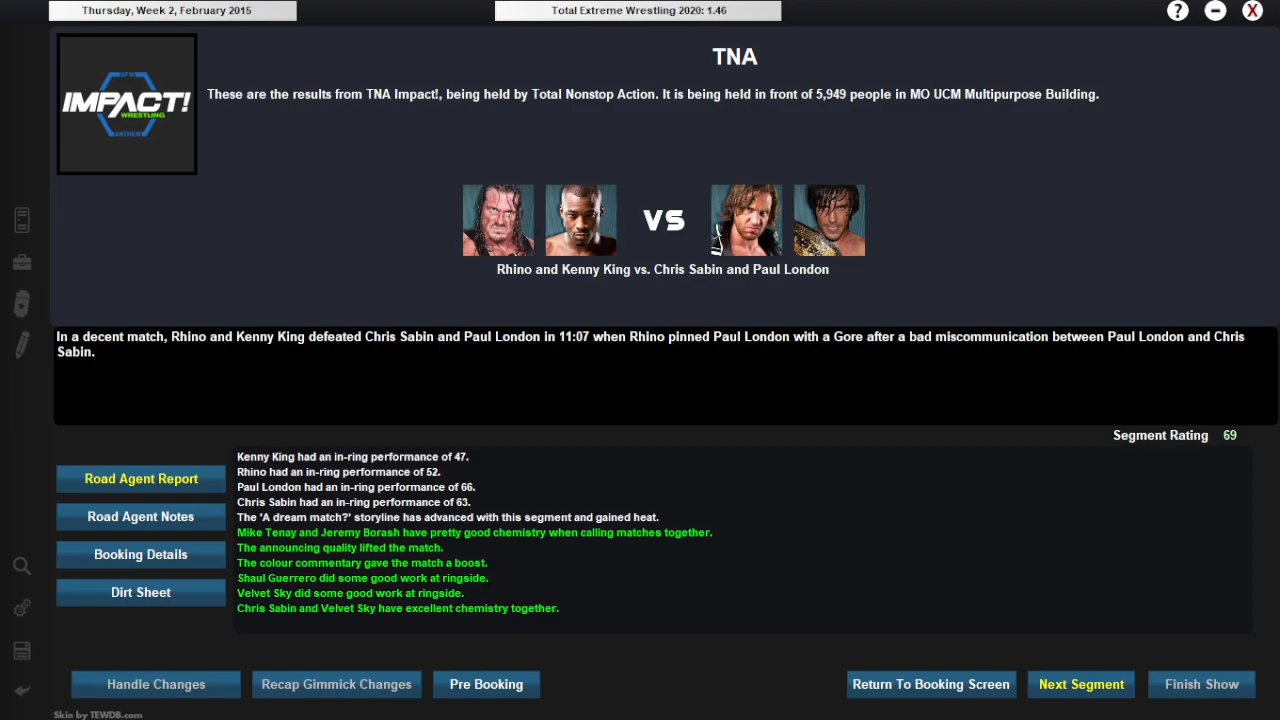 Thursday, Week 2, February 2015
Total Extreme Wrestling 2020: 1.46
?
X
TNA
GFW
IMPACT!
WRESTLING
ANTHEM
These are the results from TNA Impact!, being held by Total Nonstop Action. It is being held in front of 5,949 people in MO UCM Multipurpose Building.
VS
Rhino and Kenny King vs. Chris Sabin and Paul London
In a decent match, Rhino and Kenny King defeated Chris Sabin and Paul London in 11:07 when Rhino pinned Paul London with a Gore after a bad miscommunication between Paul London and Chris
Sabin.
Segment Rating 69
Road Agent Report
Road Agent Notes
Booking Details
Dirt Sheet
Kenny King had an in-ring performance of 47.
Rhino had an in-ring performance of 52.
Paul London had an in-ring performance of 66.
Chris Sabin had an in-ring performance of 63.
The 'A dream match?' storyline has advanced with this segment and gained heat.
Mike Tenay and Jeremy Borash have pretty good chemistry when calling matches together.
The announcing quality lifted the match.
The colour commentary gave the match a boost.
Shaul Guerrero did some good work at ringside.
Velvet Sky did some good work at ringside.
Chris Sabin and Velvet Sky have excellent chemistry together.
Handle Changes
Recap Gimmick Changes
Pre Booking
Return To Booking Screen
Next Segment
Finish Show
Skin by TEWDB.com